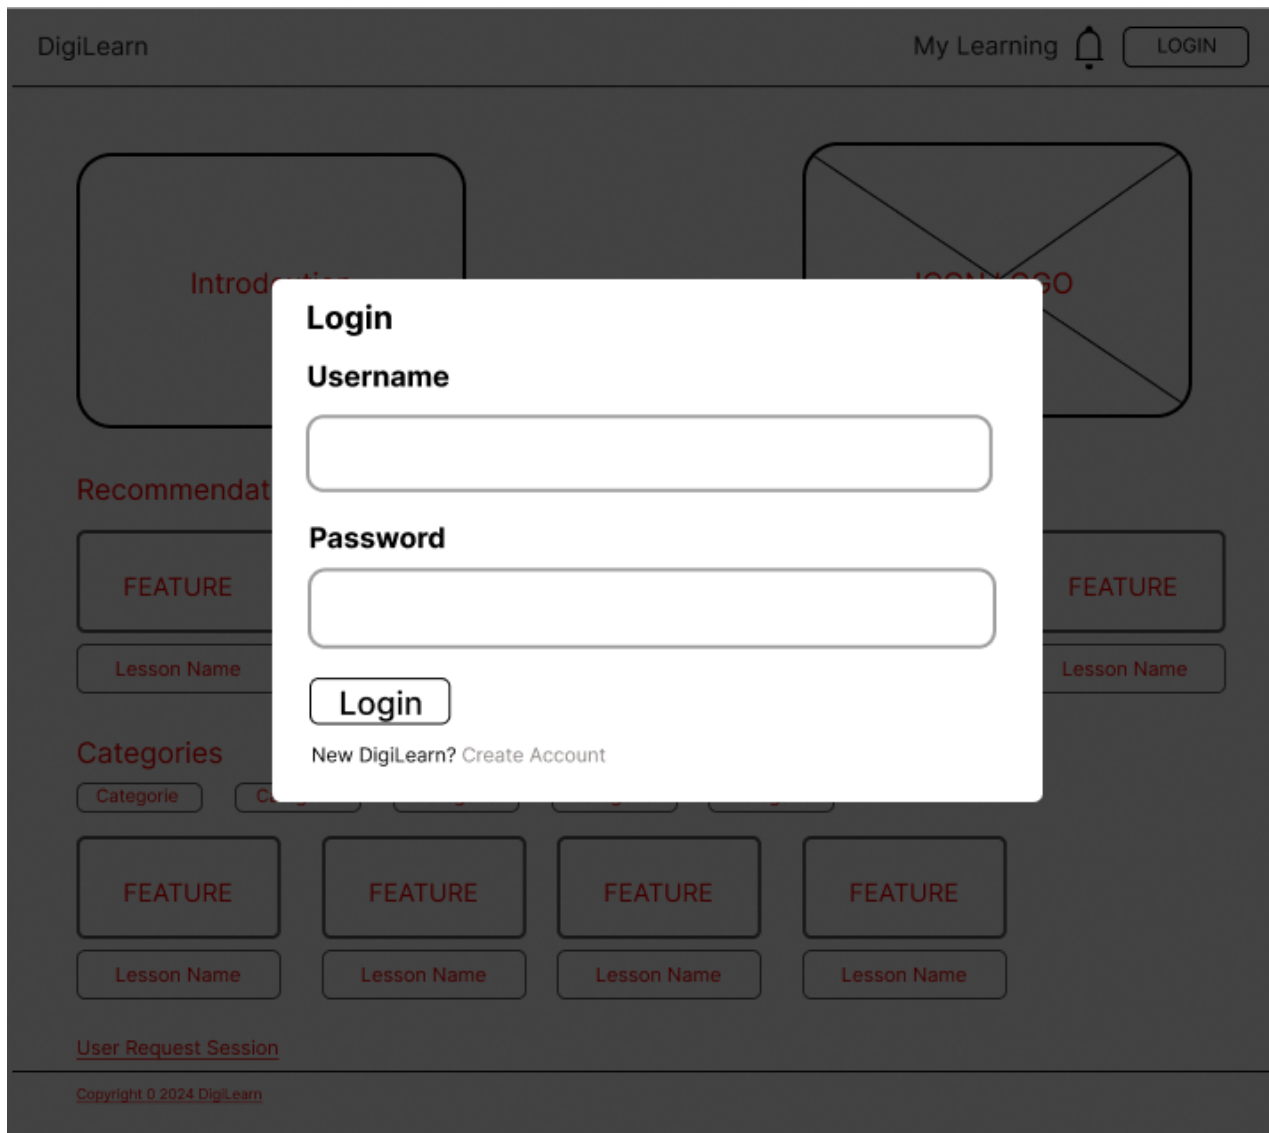 DigiLearn
My Learning
LOGIN
Login
Username
Password
Login
New DigiLearn? Create Account
FEATURE
FEATURE
Lesson Name
Lesson Name
Categories
Categorie
FEATURE FEATURE FEATURE FEATURE
Lesson Name Lesson Name Lesson Name Lesson Name
User Request Session
Copyright 0 2024 DigiLearn